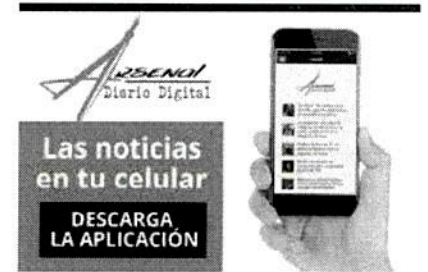 Arsenal
Diario Digital
Las noticias
en tu celular
DESCARGA
LA APLICACIÓN